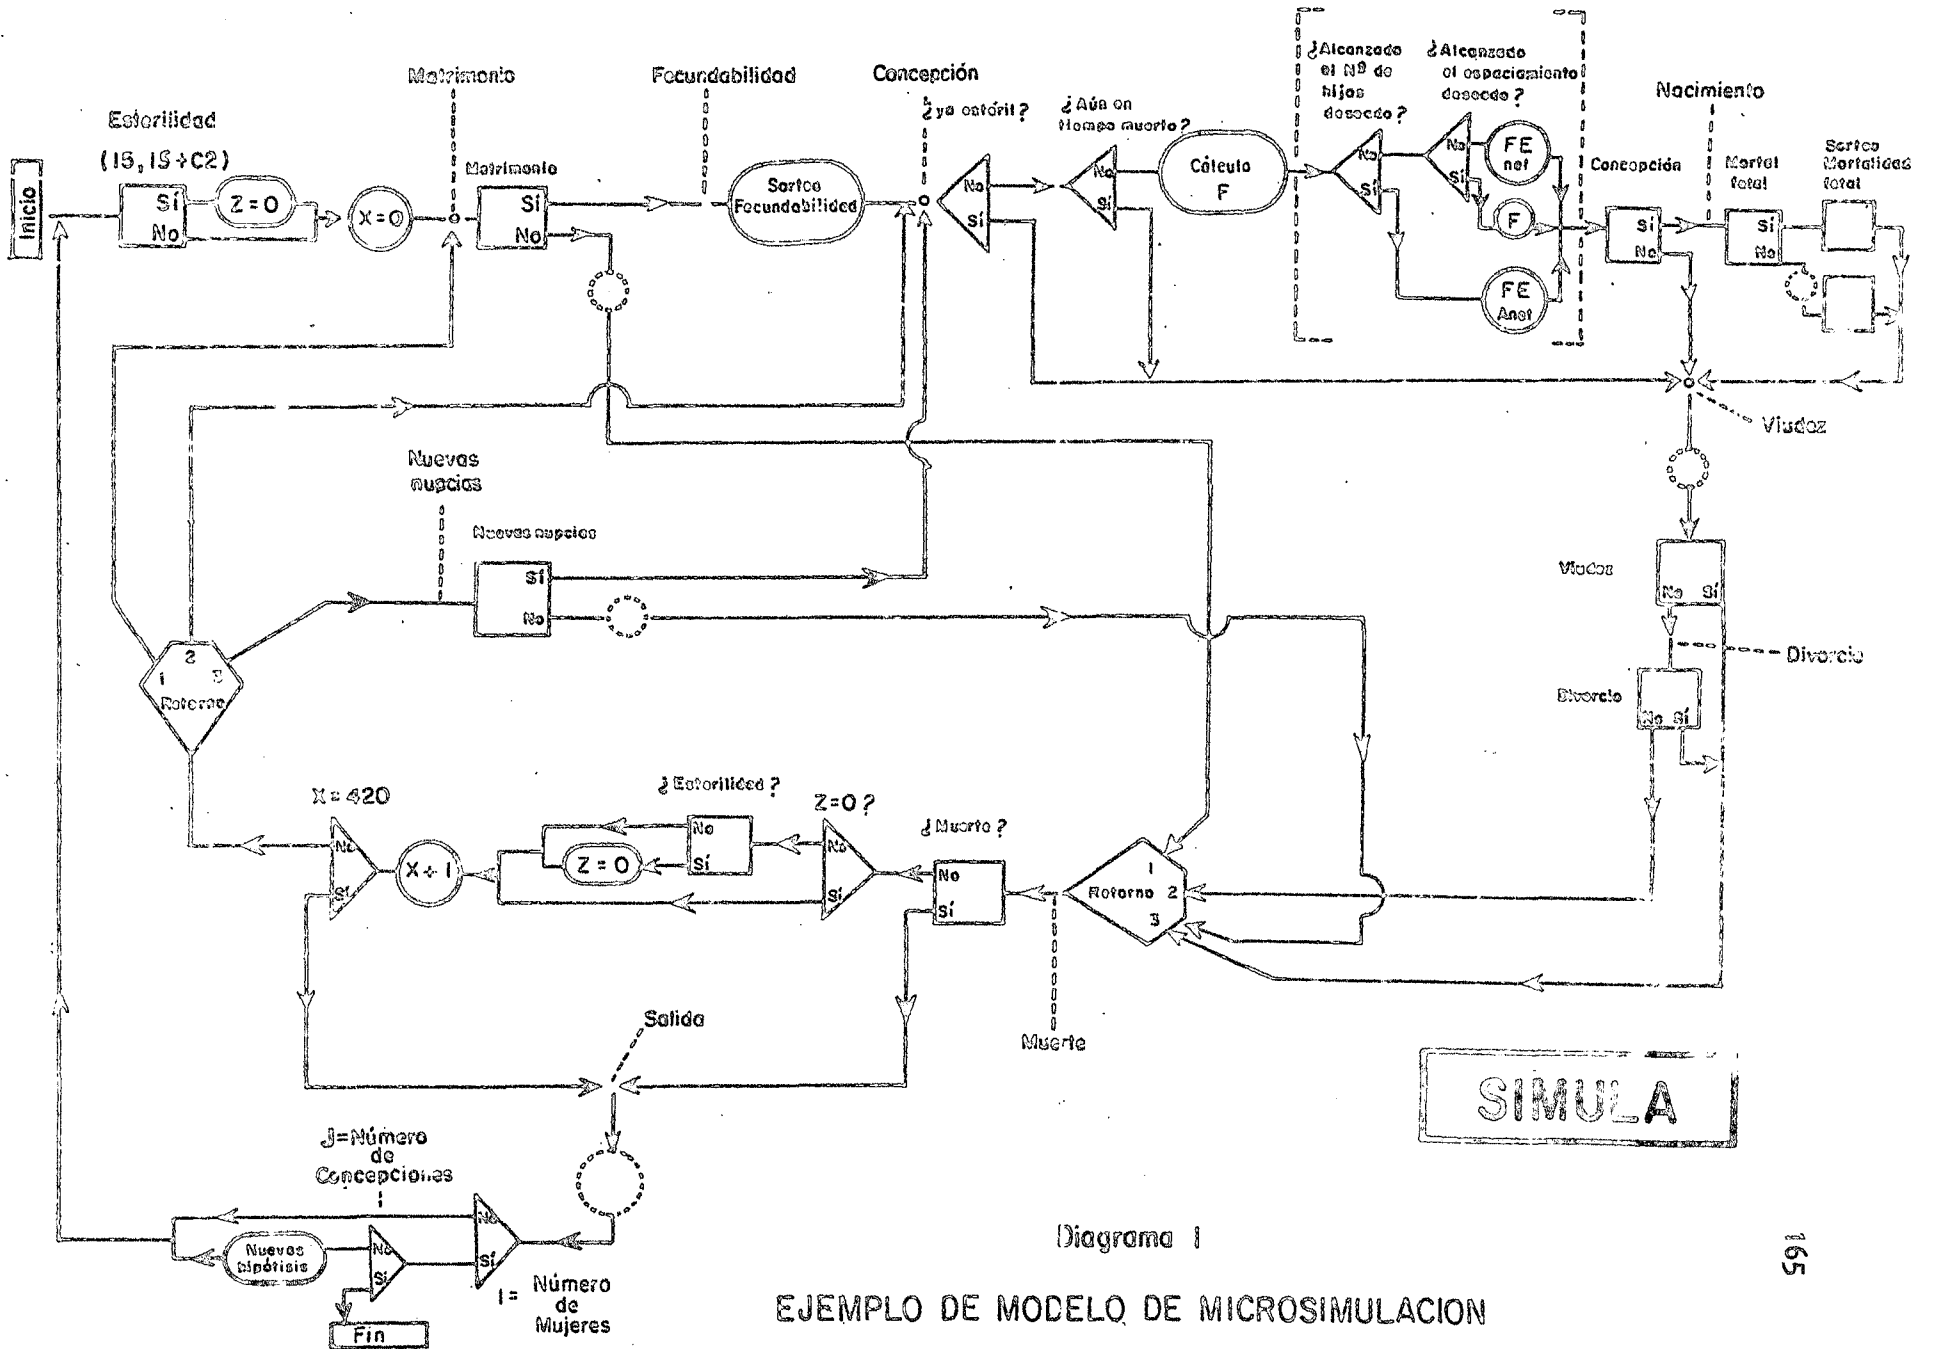 Matrimonio
Fecundabilidad
Concepción
¿Alcanzado
el Nº de
hijos
deseado?
¿Alcanzado
el espaciamiento
deseado?
Esterilidad
(15, 15+C2)
¿ya estéril?
¿Aún en
tiempo muerto?
Nacimiento
Inicio
Sí
No
Z=0
X=0
Matrimonio
Sí
No
Sorteo
Fecundabilidad
No
Sí
No
Sí
Cálculo
F
No
Sí
No
Sí
FE
net
F
FE
Anet
Concepción
Sí
No
Mortal
fetal
Sí
No
Sorteo
Mortalidad
fetal
Viudez
Nuevas
nupcias
Nuevas nupcias
Sí
No
Viudez
No Sí
Divorcio
Divorcio
No Sí
1
2
3
Retorno
X=420
No
Sí
X+1
¿Esterilidad?
No
Sí
Z=0
Z=0?
No
Sí
¿Muerte?
No
Sí
1
Retorno 2
3
Muerte
Salida
SIMULA
J=Número
de
Concepciones
No
Sí
Nuevas
hipótisis
No
Sí
I= Número
de
Mujeres
Fin
Diagrama I
EJEMPLO DE MODELO DE MICROSIMULACION
165